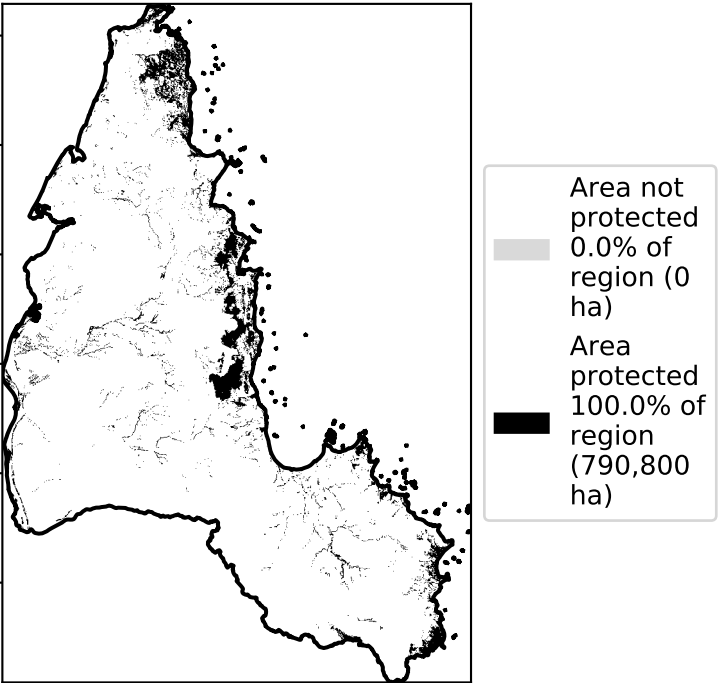 Area not
protected
0.0% of
region (0
ha)
Area
protected
100.0% of
region
(790,800
ha)